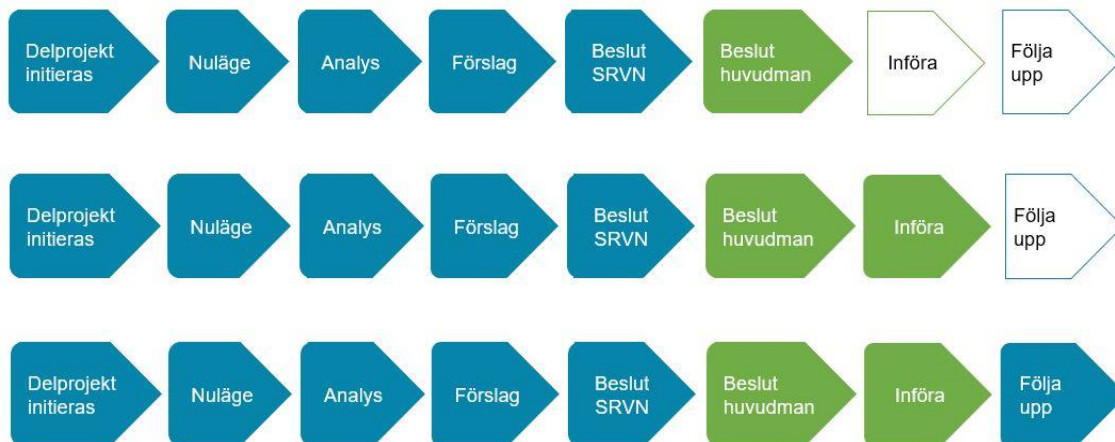 Delprojekt
initieras
Nuläge
Analys
Förslag
Beslut
SRVN
Beslut
huvudman
Införa
Följa
upp
Delprojekt
initieras
Nuläge
Analys
Förslag
Beslut
SRVN
Beslut
huvudman
Införa
Följa
upp
Delprojekt
initieras
Nuläge
Analys
Förslag
Beslut
SRVN
Beslut
huvudman
Införa
Följa
upp